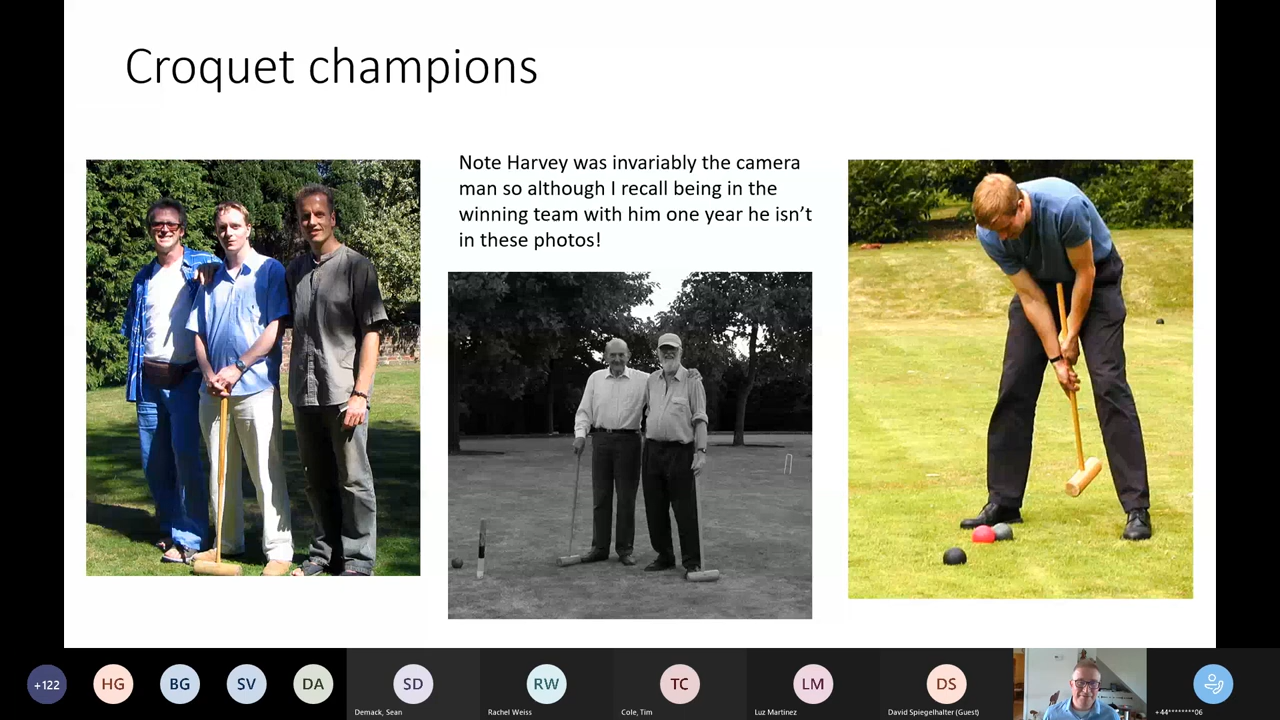 Croquet champions
Note Harvey was invariably the camera
man so although I recall being in the
winning team with him one year he isn't
in these photos!
+122
HG
BG
SV
DA
SD
RW
TC
LM
DS
Demack, Sean
Rachel Weiss
Cole, Tim
Luz Martinez
David Spiegelhalter (Guest)
+44********06